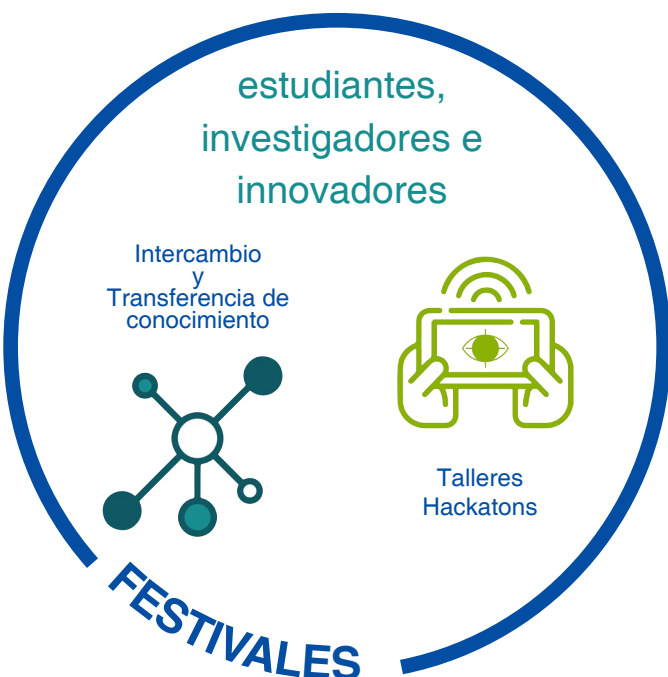 estudiantes,
investigadores e
innovadores
Intercambio
y
Transferencia de
conocimiento
Talleres
Hackatons
FESTIVALES